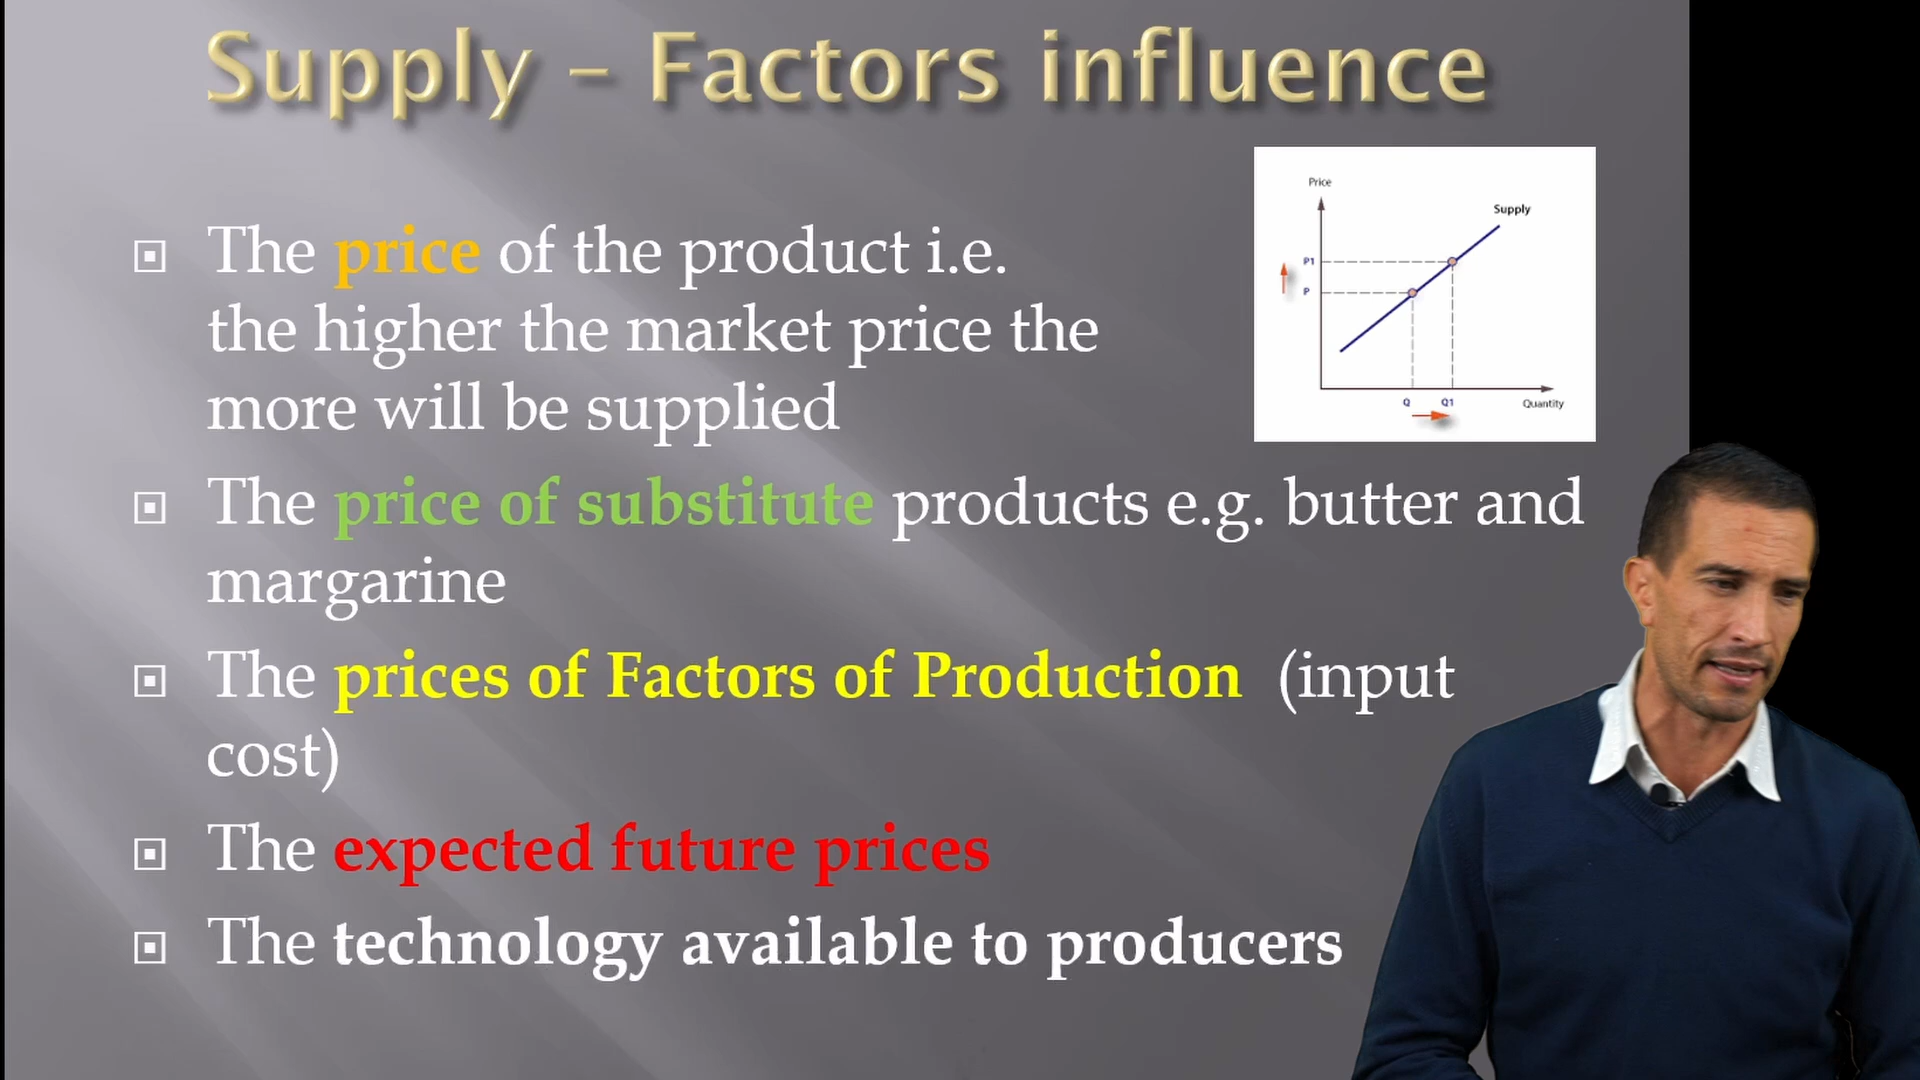 Supply – Factors influence
The price of the product i.e.
the higher the market price the
more will be supplied
Price
Supply
P1
P
Q Q1
Quantity
The price of substitute products e.g. butter and
margarine
The prices of Factors of Production (input
cost)
The expected future prices
The technology available to producers